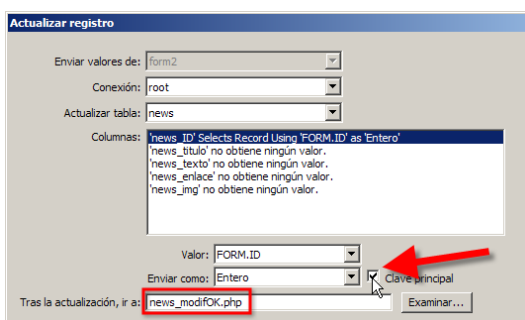 Actualizar registro
Enviar valores de: form2
Conexión: root
Actualizar tabla: news
Columnas: 'news_ID' Selects Record Using 'FORM.ID' as 'Entero'
'news_titulo' no obtiene ningún valor.
'news_texto' no obtiene ningún valor.
'news_enlace' no obtiene ningún valor.
'news_img' no obtiene ningún valor.
Valor: FORM.ID
Enviar como: Entero Clave principal
Tras la actualización, ir a: news_modifOK.php Examinar...